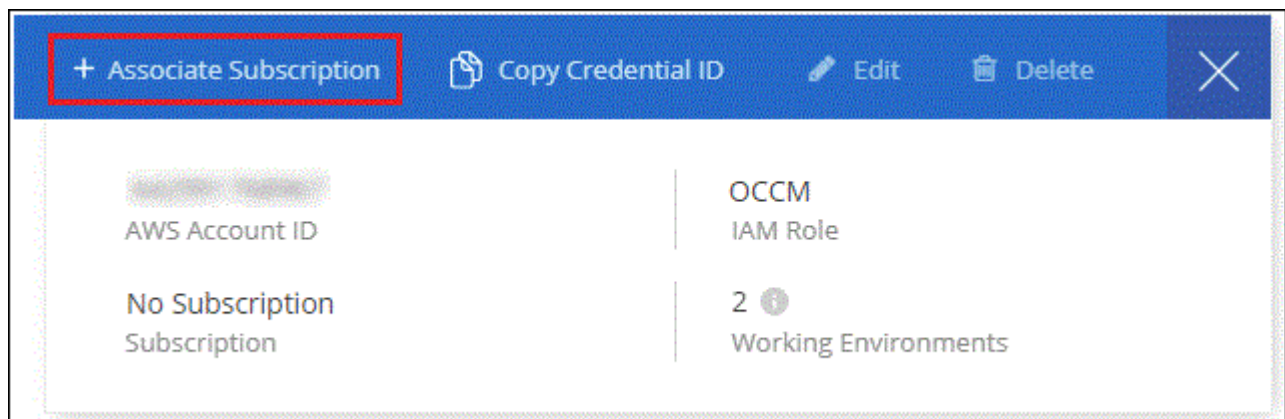 + Associate Subscription Copy Credential ID Edit Delete
OCCM
AWS Account ID IAM Role
No Subscription 2
Subscription Working Environments